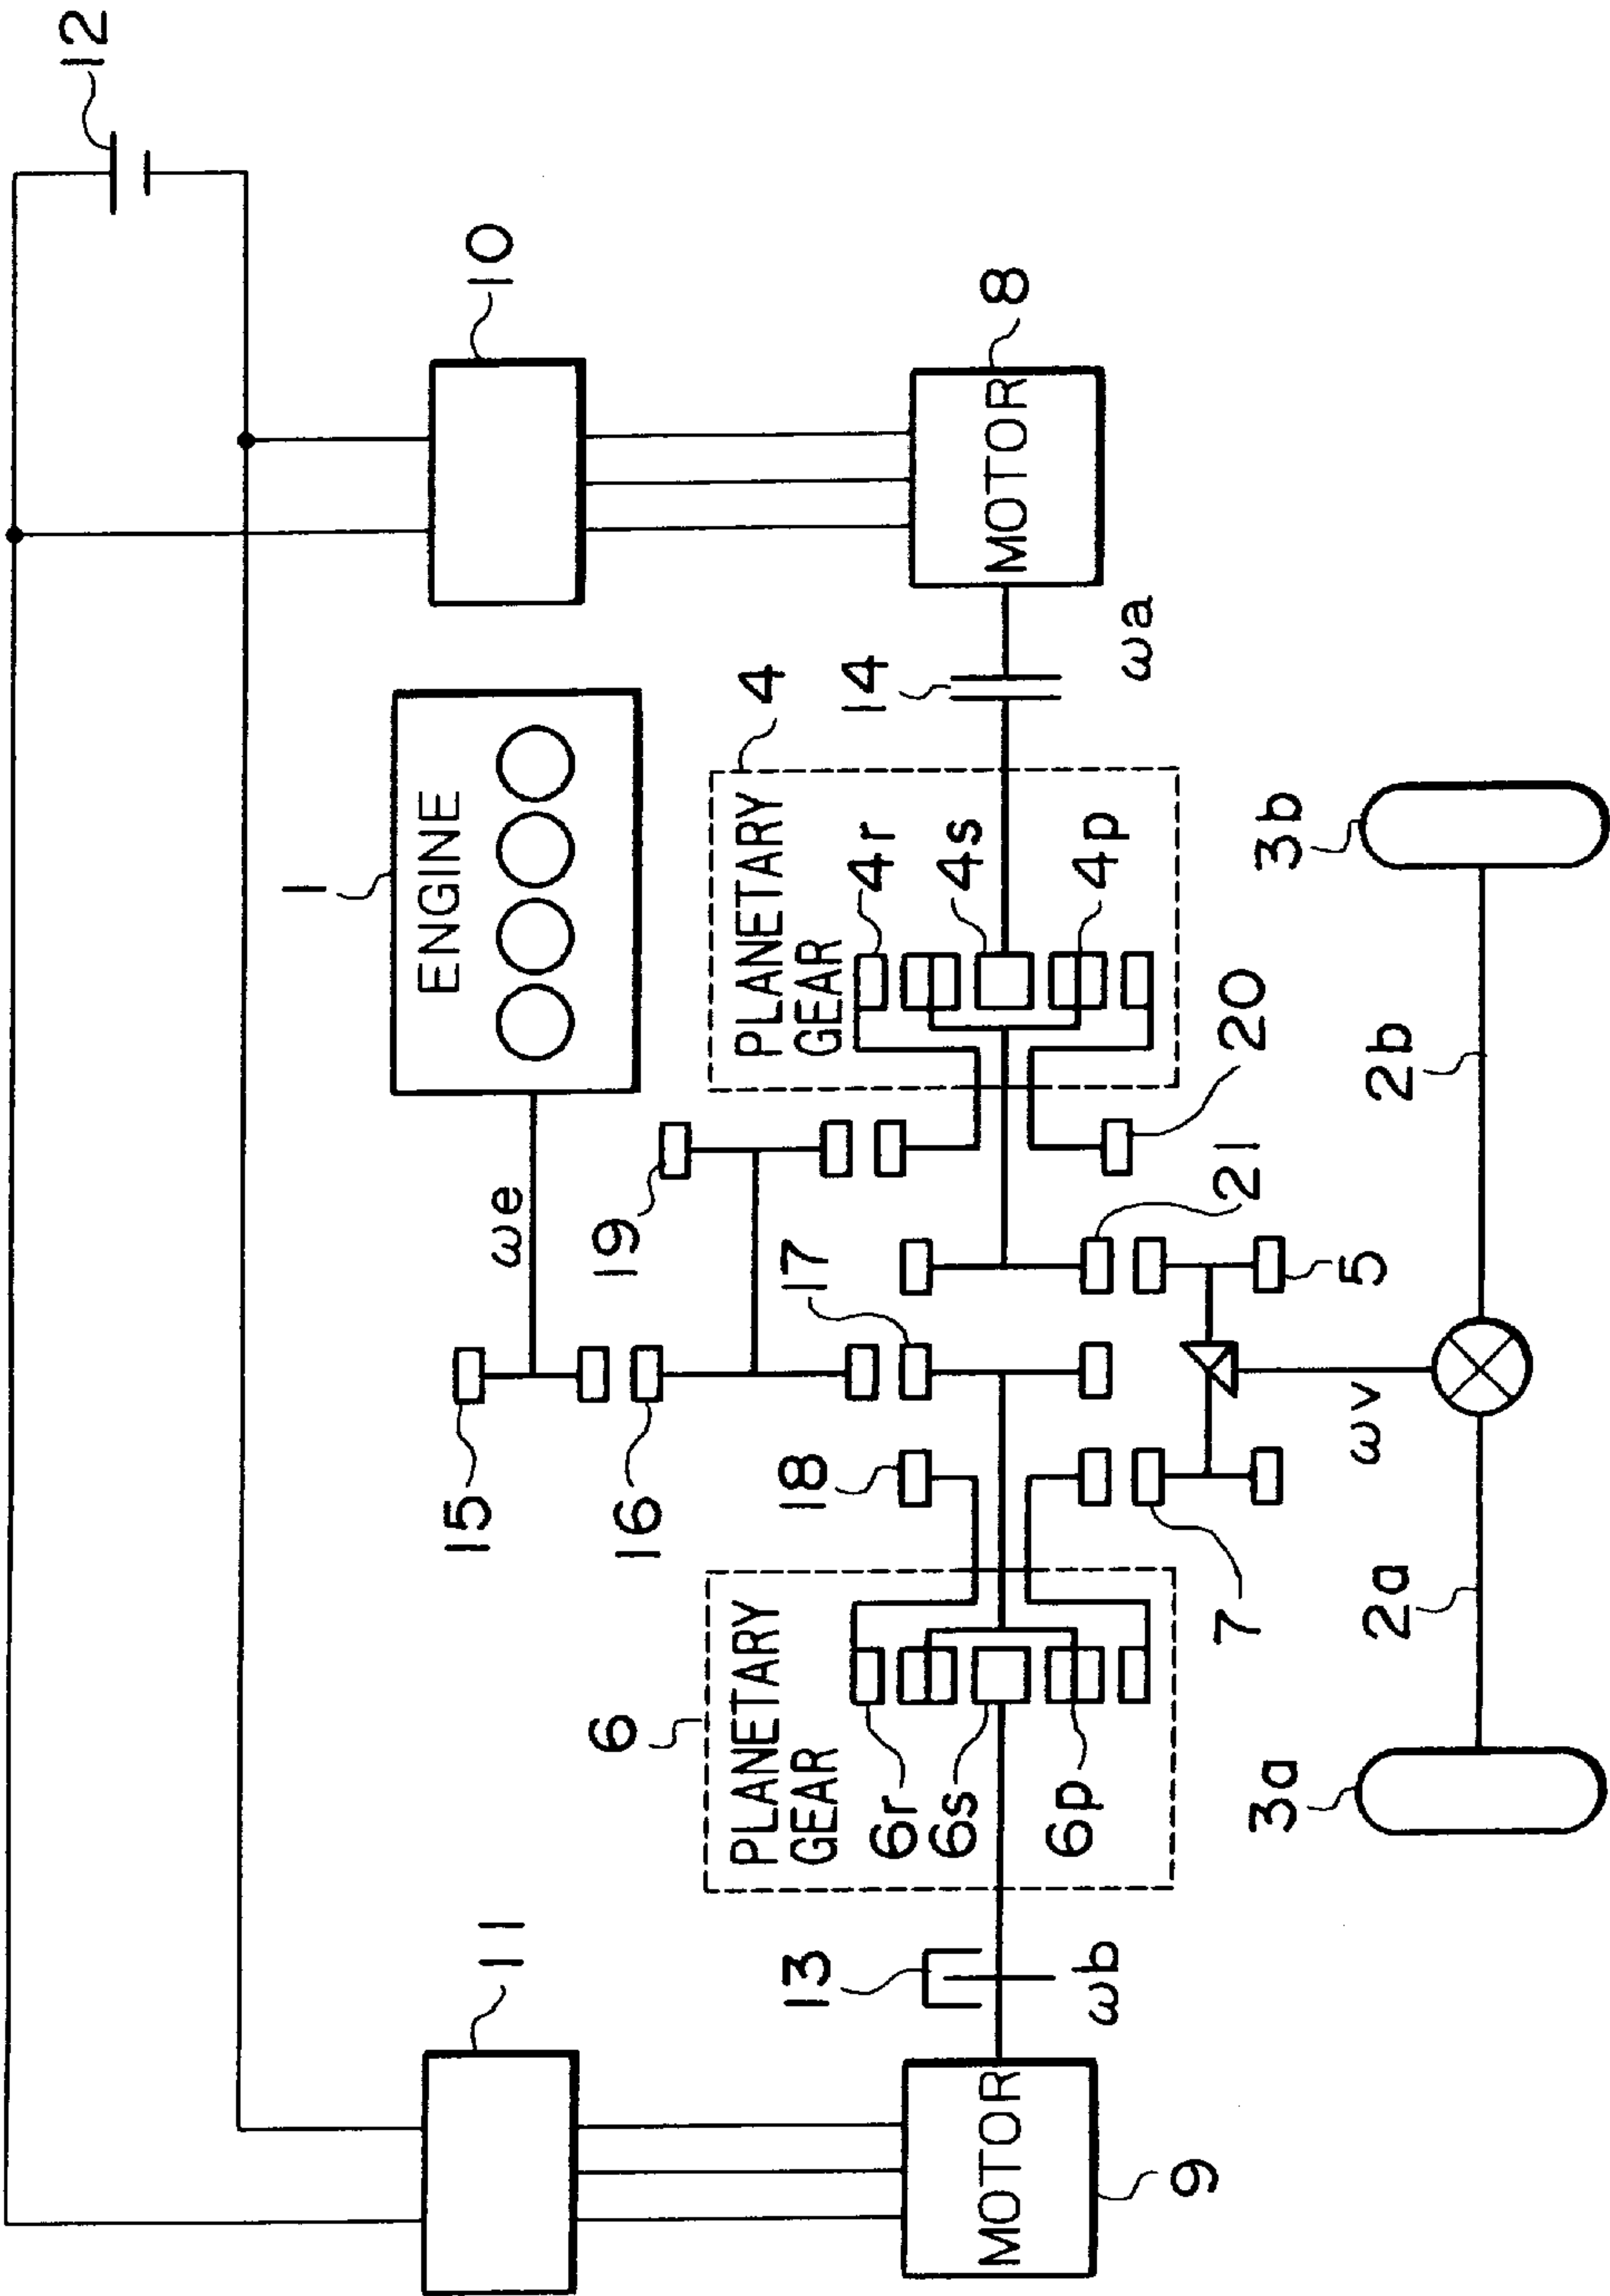 12
10
11
1
ENGINE
ωe
15
16
19
17
18
6
PLANETARY
GEAR
6r
6s
6p
4
PLANETARY
GEAR
4r
4s
4p
14
13
ωb
ωa
MOTOR
9
MOTOR
8
20
21
5
7
ωv
2a
2b
3a
3b